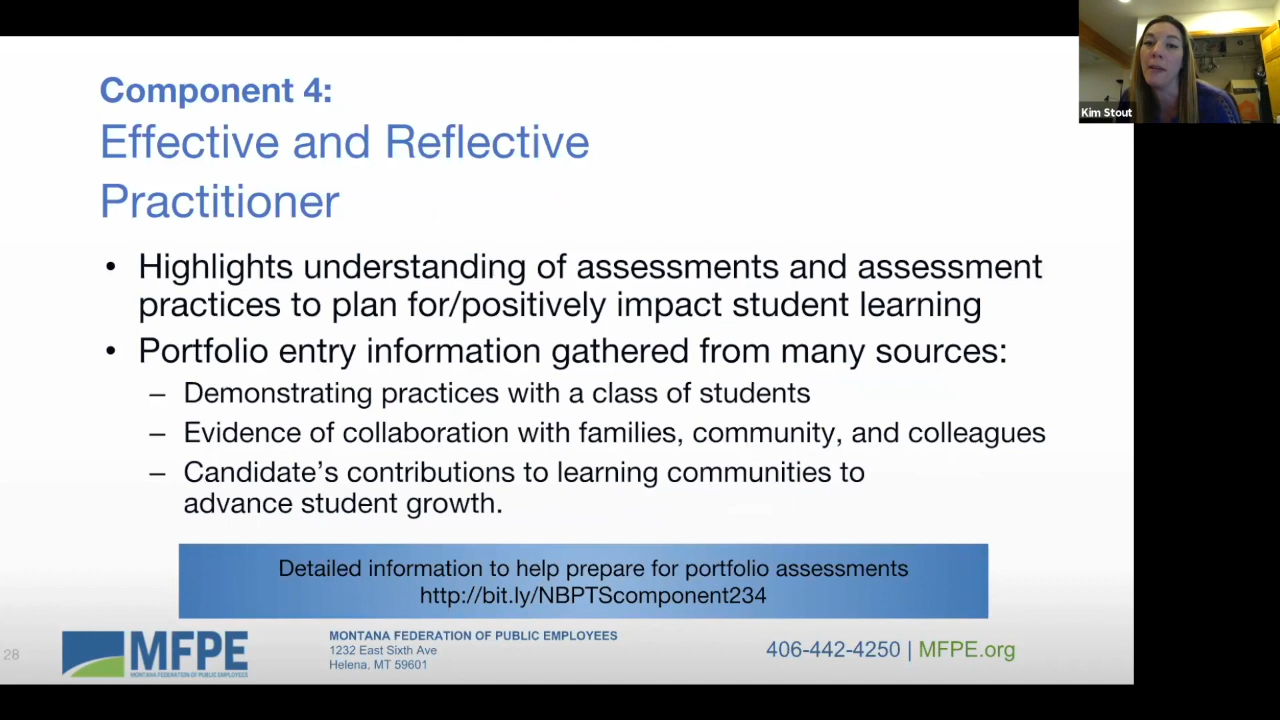 Component 4:
Effective and Reflective
Practitioner
• Highlights understanding of assessments and assessment
practices to plan for/positively impact student learning
• Portfolio entry information gathered from many sources:
– Demonstrating practices with a class of students
– Evidence of collaboration with families, community, and colleagues
– Candidate's contributions to learning communities to
advance student growth.
Detailed information to help prepare for portfolio assessments
http://bit.ly/NBPTScomponent234
28
MFPE
MONTANA FEDERATION OF PUBLIC EMPLOYEES
MONTANA FEDERATION OF PUBLIC EMPLOYEES
1232 East Sixth Ave
Helena, MT 59601
406-442-4250 | MFPE.org
Kim Stout